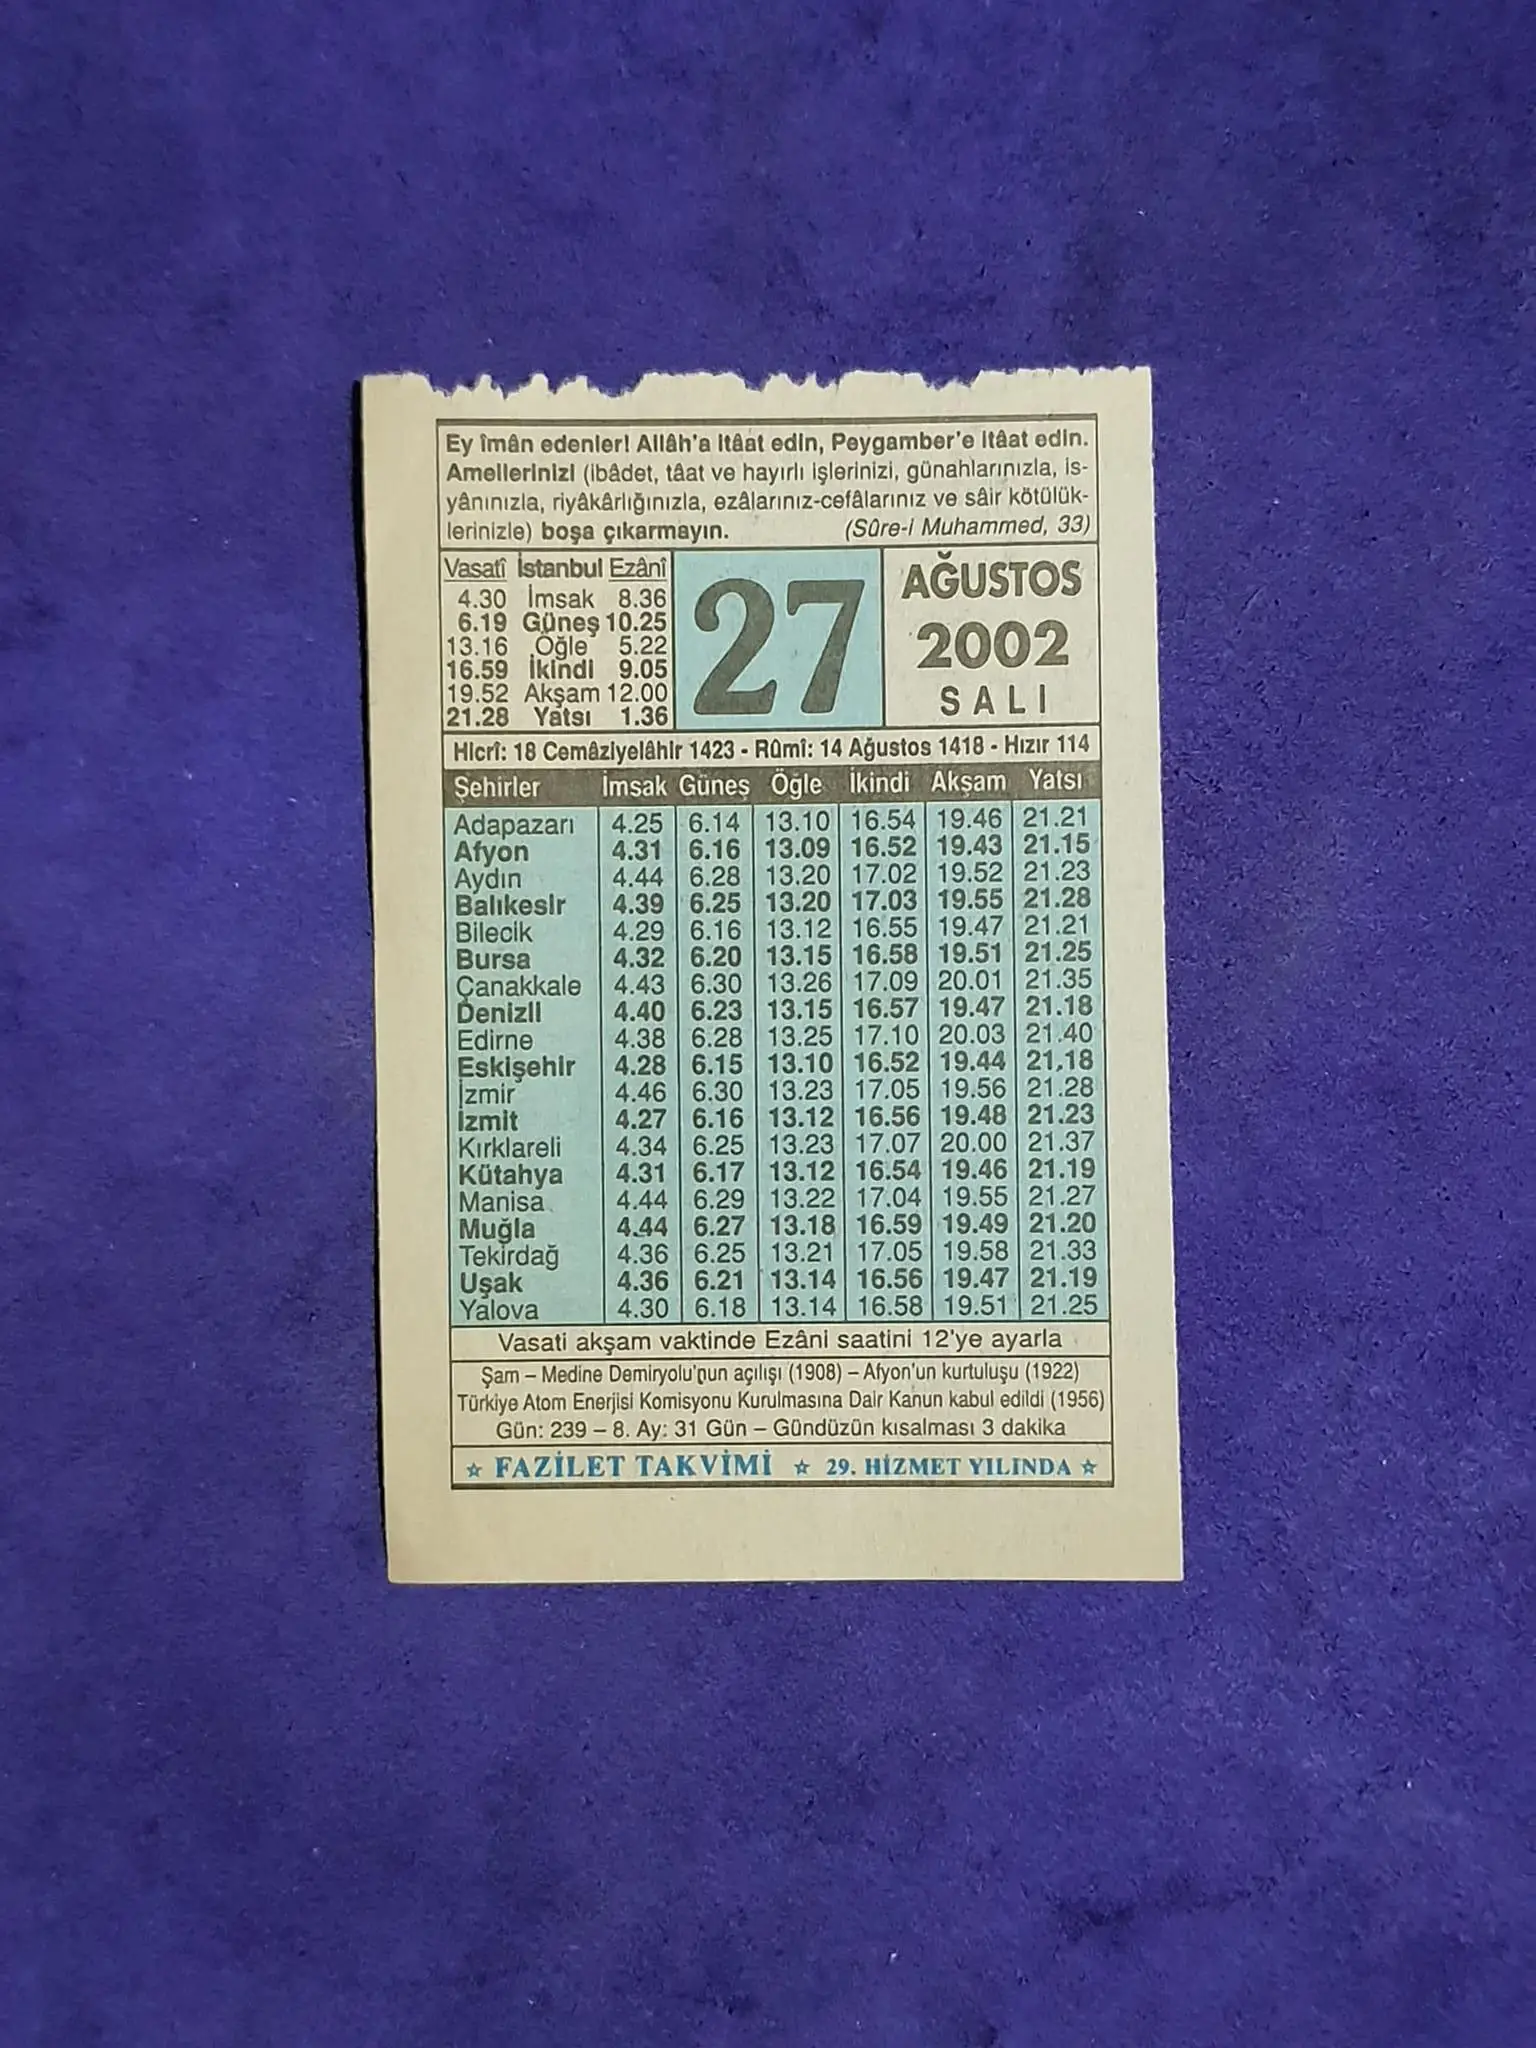 Ey îmân edenler! Allâh'a itâat edin, Peygamber'e itâat edin.
Amellerinizi (ibâdet, tâat ve hayırlı işlerinizi, günahlarınızla, is-
yânınızla, riyâkârlığınızla, ezâlarınız-cefâlarınız ve sâir kötülük-
lerinizle) boşa çıkarmayın. (Sûre-i Muhammed, 33)
Vasatî İstanbul Ezânî
4.30 İmsak 8.36
6.19 Güneş 10.25
13.16 Öğle 5.22
16.59 İkindi 9.05
19.52 Akşam 12.00
21.28 Yatsı 1.36
27
AĞUSTOS
2002
SALI
Hicrî: 18 Cemâziyelâhir 1423 - Rûmî: 14 Ağustos 1418 - Hızır 114
Şehirler İmsak Güneş Öğle İkindi Akşam Yatsı
Adapazarı 4.25 6.14 13.10 16.54 19.46 21.21
Afyon 4.31 6.16 13.09 16.52 19.43 21.15
Aydın 4.44 6.28 13.20 17.02 19.52 21.23
Balıkesir 4.39 6.25 13.20 17.03 19.55 21.28
Bilecik 4.29 6.16 13.12 16.55 19.47 21.21
Bursa 4.32 6.20 13.15 16.58 19.51 21.25
Çanakkale 4.43 6.30 13.26 17.09 20.01 21.35
Denizli 4.40 6.23 13.15 16.57 19.47 21.18
Edirne 4.38 6.28 13.25 17.10 20.03 21.40
Eskişehir 4.28 6.15 13.10 16.52 19.44 21.18
İzmir 4.46 6.30 13.23 17.05 19.56 21.28
İzmit 4.27 6.16 13.12 16.56 19.48 21.23
Kırklareli 4.34 6.25 13.23 17.07 20.00 21.37
Kütahya 4.31 6.17 13.12 16.54 19.46 21.19
Manisa 4.44 6.29 13.22 17.04 19.55 21.27
Muğla 4.44 6.27 13.18 16.59 19.49 21.20
Tekirdağ 4.36 6.25 13.21 17.05 19.58 21.33
Uşak 4.36 6.21 13.14 16.56 19.47 21.19
Yalova 4.30 6.18 13.14 16.58 19.51 21.25
Vasati akşam vaktinde Ezâni saatini 12'ye ayarla
Şam – Medine Demiryolu'nun açılışı (1908) – Afyon'un kurtuluşu (1922)
Türkiye Atom Enerjisi Komisyonu Kurulmasına Dair Kanun kabul edildi (1956)
Gün: 239 – 8. Ay: 31 Gün – Gündüzün kısalması 3 dakika
☆ FAZİLET TAKVİMİ ☆ 29. HİZMET YILINDA ☆